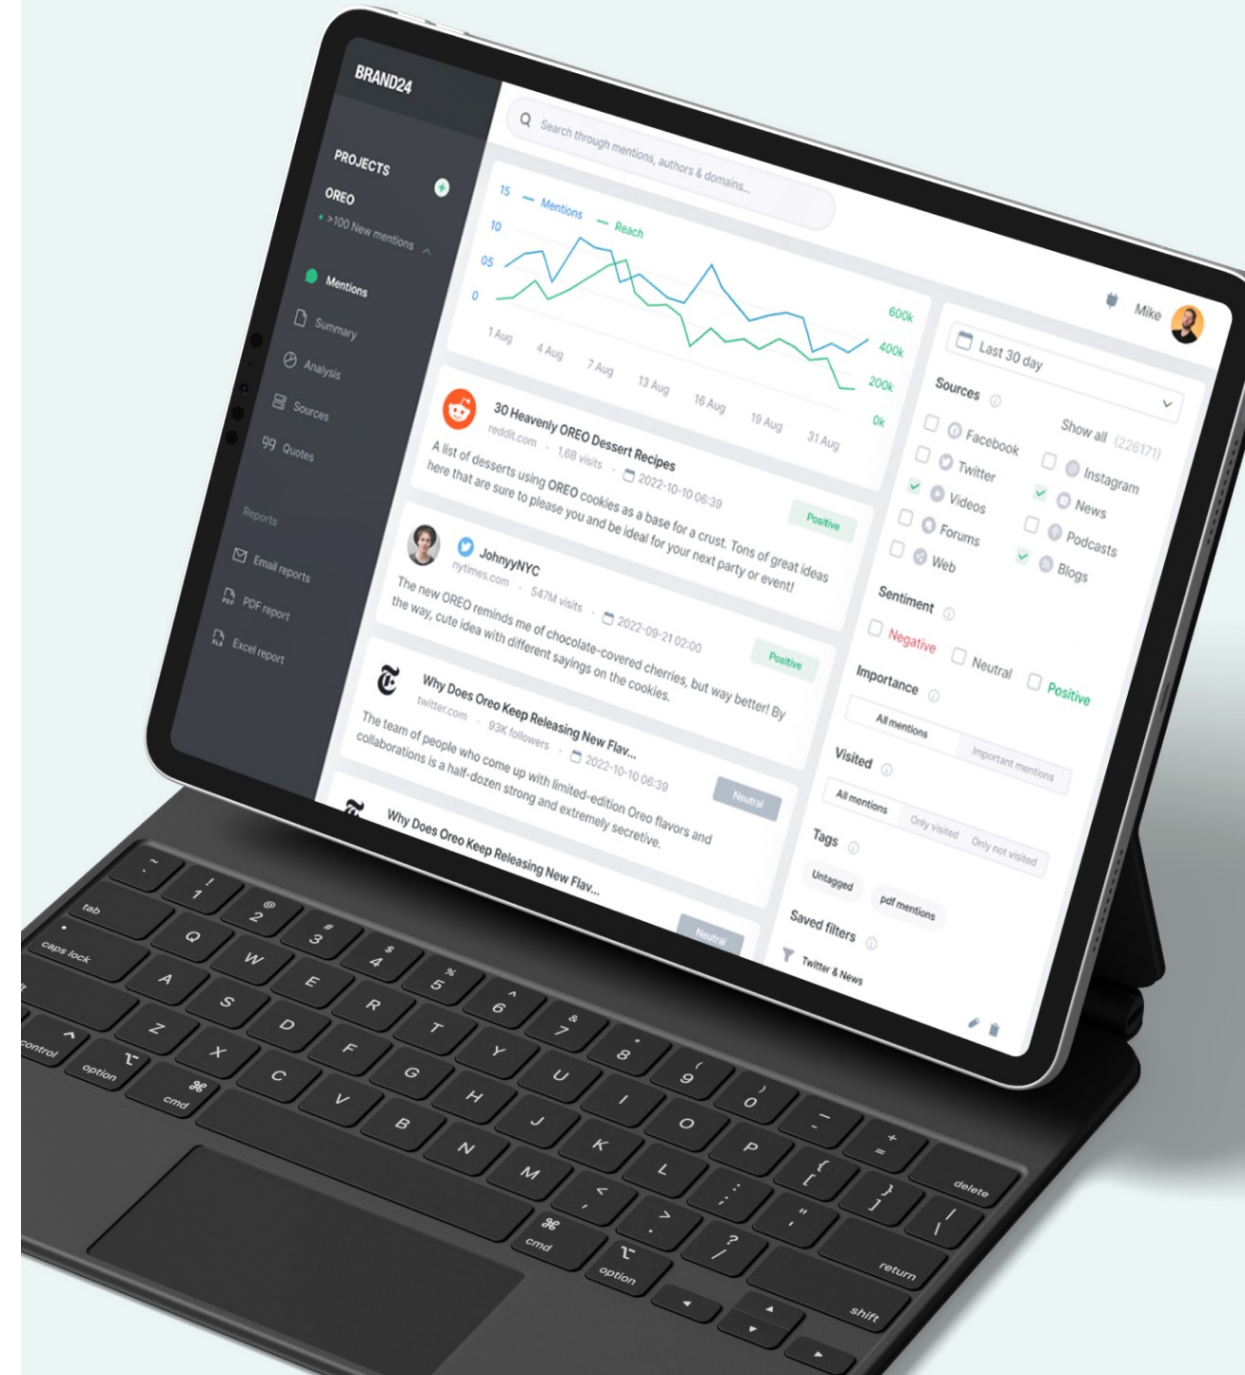 BRAND24
PROJECTS
OREO
>100 New mentions
Mentions
Summary
Analysis
Sources
Quotes
Reports
Email reports
PDF report
Excel report
Search through mentions, authors & domains...
Mentions
Reach
15
10
05
0
600k
400k
200k
0k
1 Aug
4 Aug
7 Aug
13 Aug
16 Aug
19 Aug
31 Aug
30 Heavenly OREO Dessert Recipes
reddit.com · 1,6B visits · 2022-10-10 06:39
Positive
A list of desserts using OREO cookies as a base for a crust. Tons of great ideas
here that are sure to please you and be ideal for your next party or event!
JohnyyNYC
nytimes.com · 547M visits · 2022-09-21 02:00
Positive
The new OREO reminds me of chocolate-covered cherries, but way better! By
the way, cute idea with different sayings on the cookies.
Why Does Oreo Keep Releasing New Flav...
twitter.com · 93K followers · 2022-10-10 06:39
Neutral
The team of people who come up with limited-edition Oreo flavors and
collaborations is a half-dozen strong and extremely secretive.
Why Does Oreo Keep Releasing New Flav...
Neutral
Mike
Last 30 day
Sources
Show all (226171)
Facebook
Instagram
Twitter
News
Videos
Podcasts
Forums
Blogs
Web
Sentiment
Negative
Neutral
Positive
Importance
All mentions
Important mentions
Visited
All mentions
Only visited
Only not visited
Tags
Untagged
pdf mentions
Saved filters
Twitter & News
~ ! @ # $ % ^ & * ( ) _ +
` 1 2 3 4 5 6 7 8 9 0 - =
delete
tab Q W E R T Y U I O P { [ } ] | \
caps lock A S D F G H J K L : ; " '
return
Z X C V B N M < , > . ? /
shift
control option cmd
cmd option